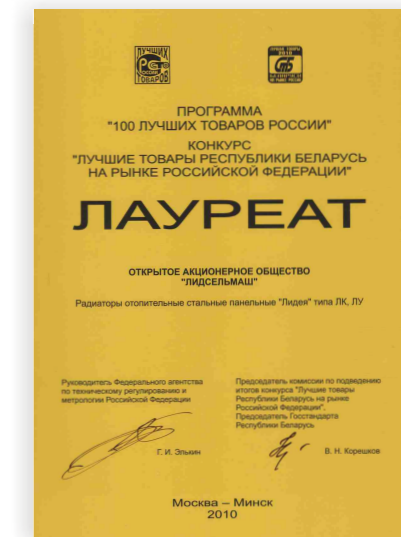 ПРОГРАММА
"100 ЛУЧШИХ ТОВАРОВ РОССИИ"
КОНКУРС
"ЛУЧШИЕ ТОВАРЫ РЕСПУБЛИКИ БЕЛАРУСЬ
НА РЫНКЕ РОССИЙСКОЙ ФЕДЕРАЦИИ"
ЛАУРЕАТ
ОТКРЫТОЕ АКЦИОНЕРНОЕ ОБЩЕСТВО
"ЛИДСЕЛЬМАШ"
Радиаторы отопительные стальные панельные "Лидея" типа ЛК, ЛУ
Руководитель Федерального агентства
по техническому регулированию и
метрологии Российской Федерации
Г. И. Элькин
Председатель комиссии по подведению
итогов конкурса "Лучшие товары
Республики Беларусь на рынке
Российской Федерации",
Председатель Госстандарта
Республики Беларусь
В. Н. Корешков
Москва – Минск
2010